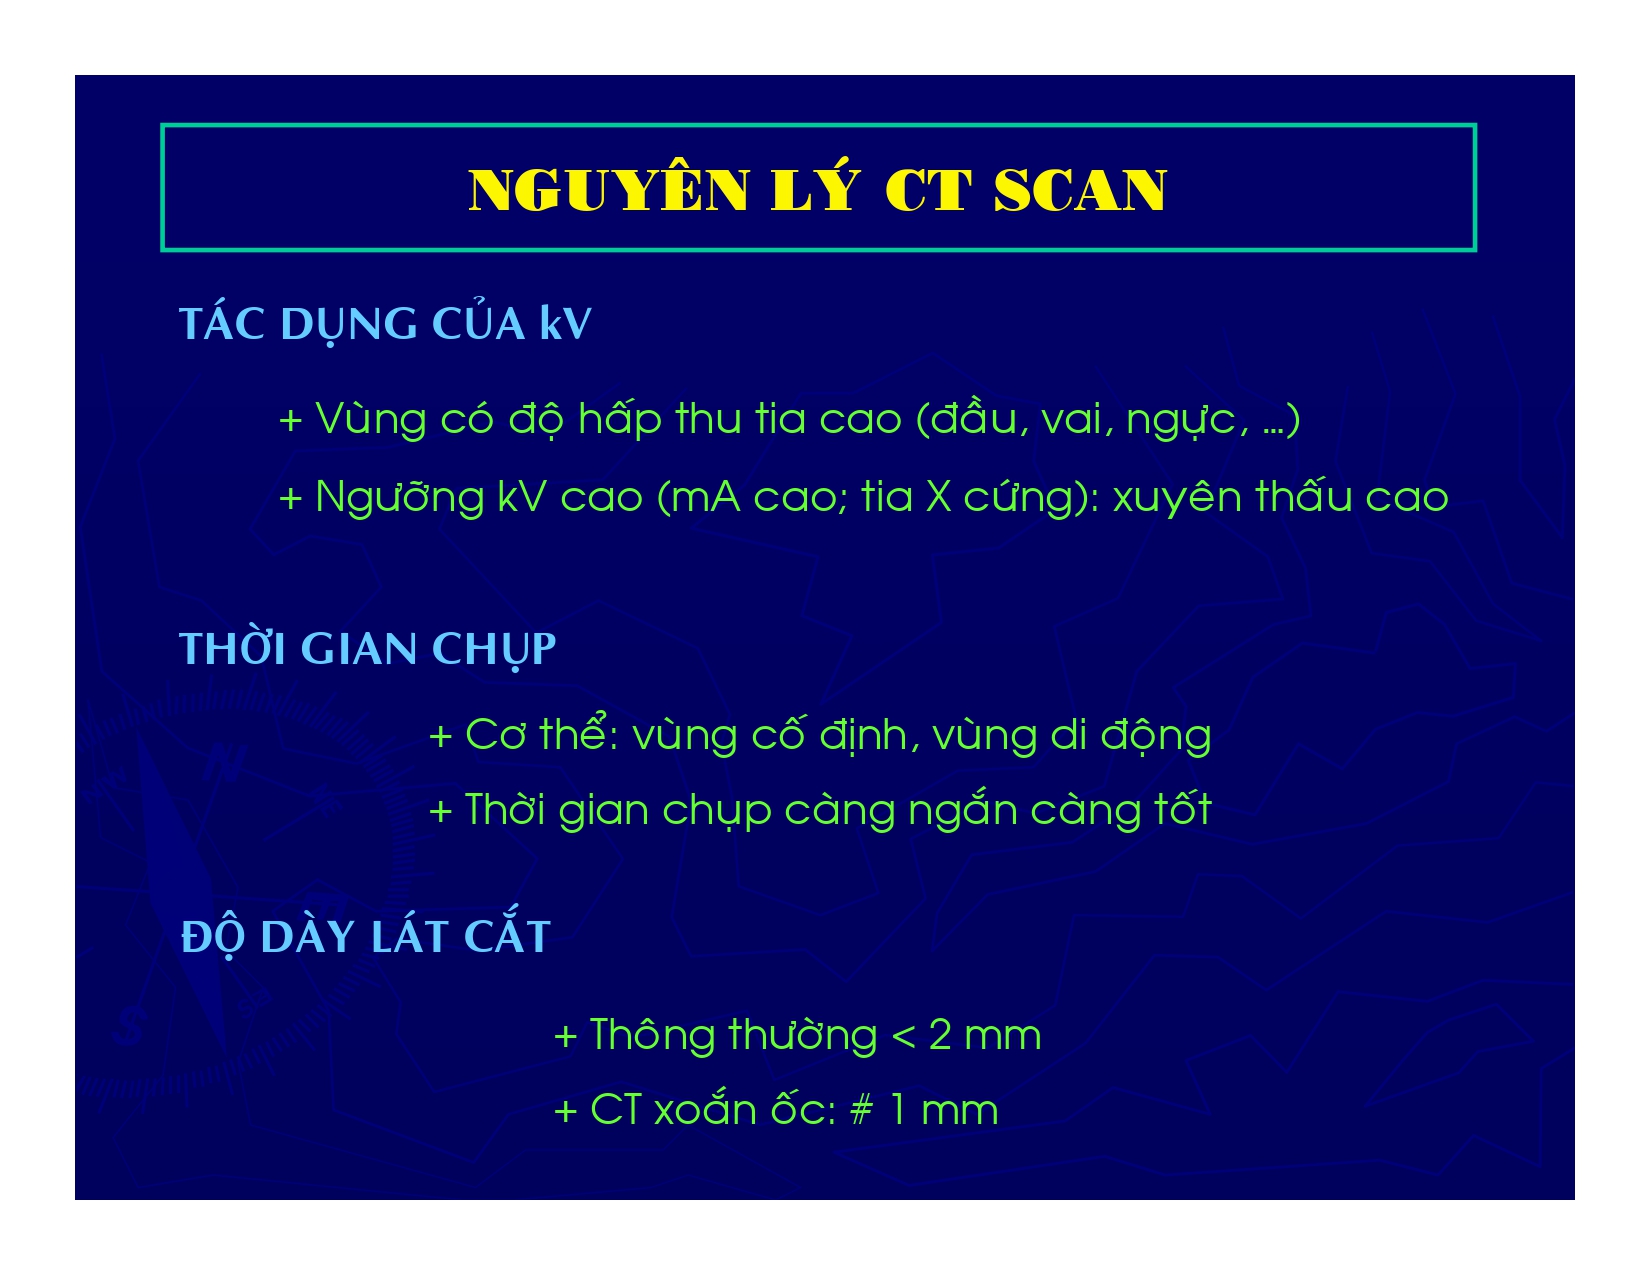 NGUYÊN LÝ CT SCAN
TÁC DỤNG CỦA kV
+ Vùng có độ hấp thu tia cao (đầu, vai, ngực, …)
+ Ngưỡng kV cao (mA cao; tia X cứng): xuyên thấu cao
THỜI GIAN CHỤP
+ Cơ thể: vùng cố định, vùng di động
+ Thời gian chụp càng ngắn càng tốt
ĐỘ DÀY LÁT CẮT
+ Thông thường < 2 mm
+ CT xoắn ốc: # 1 mm